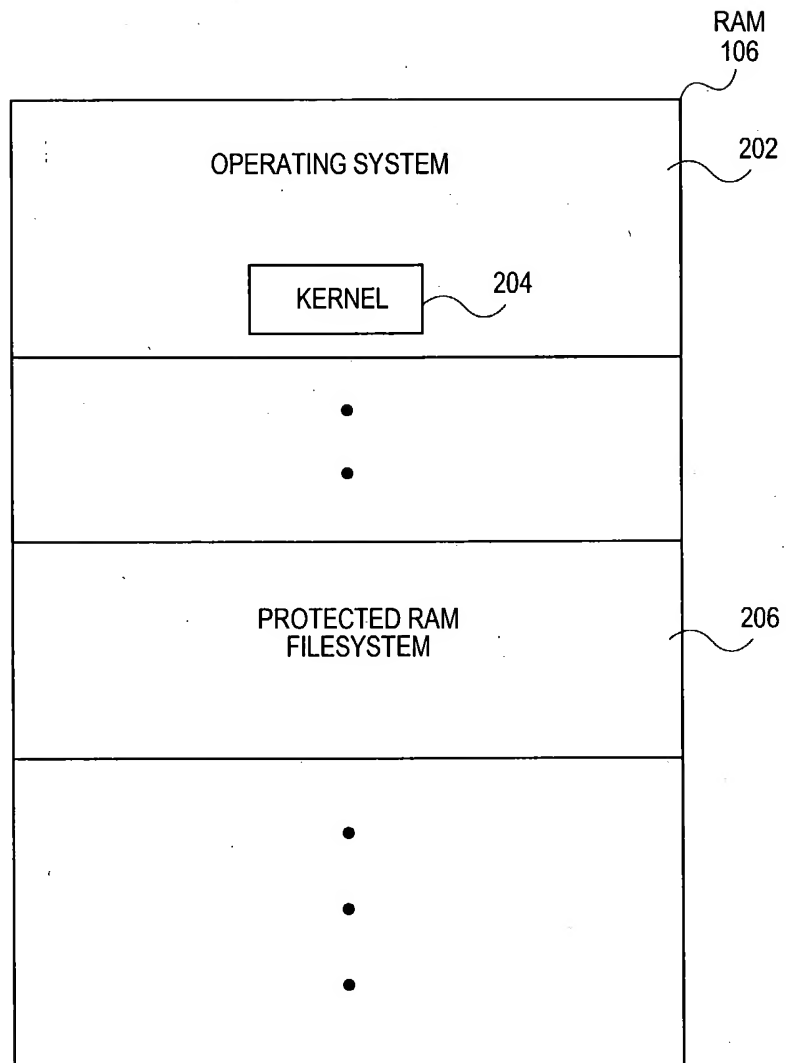 RAM
106
OPERATING SYSTEM
202
KERNEL
204
PROTECTED RAM
FILESYSTEM
206